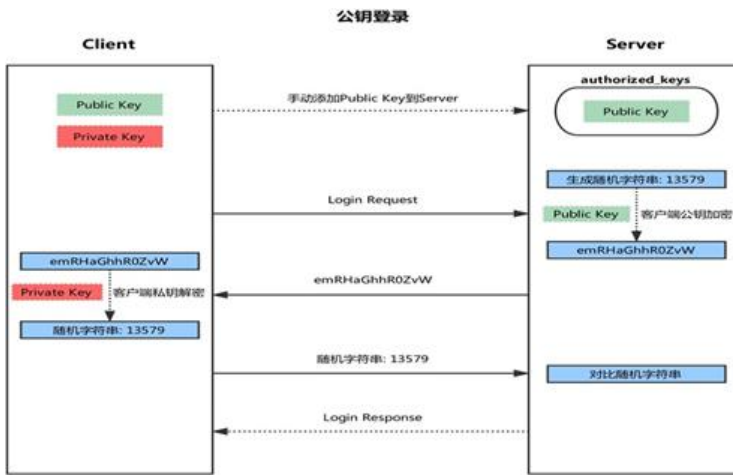 公钥登录
Client
Server
authorized_keys
Public Key
手动添加Public Key到Server
Public Key
Private Key
生成随机字符串: 13579
Login Request
Public Key
客户端公钥加密
emRHaGhhR0ZvW
emRHaGhhR0ZvW
emRHaGhhR0ZvW
Private Key
客户端私钥解密
随机字符串: 13579
随机字符串: 13579
对比随机字符串
Login Response